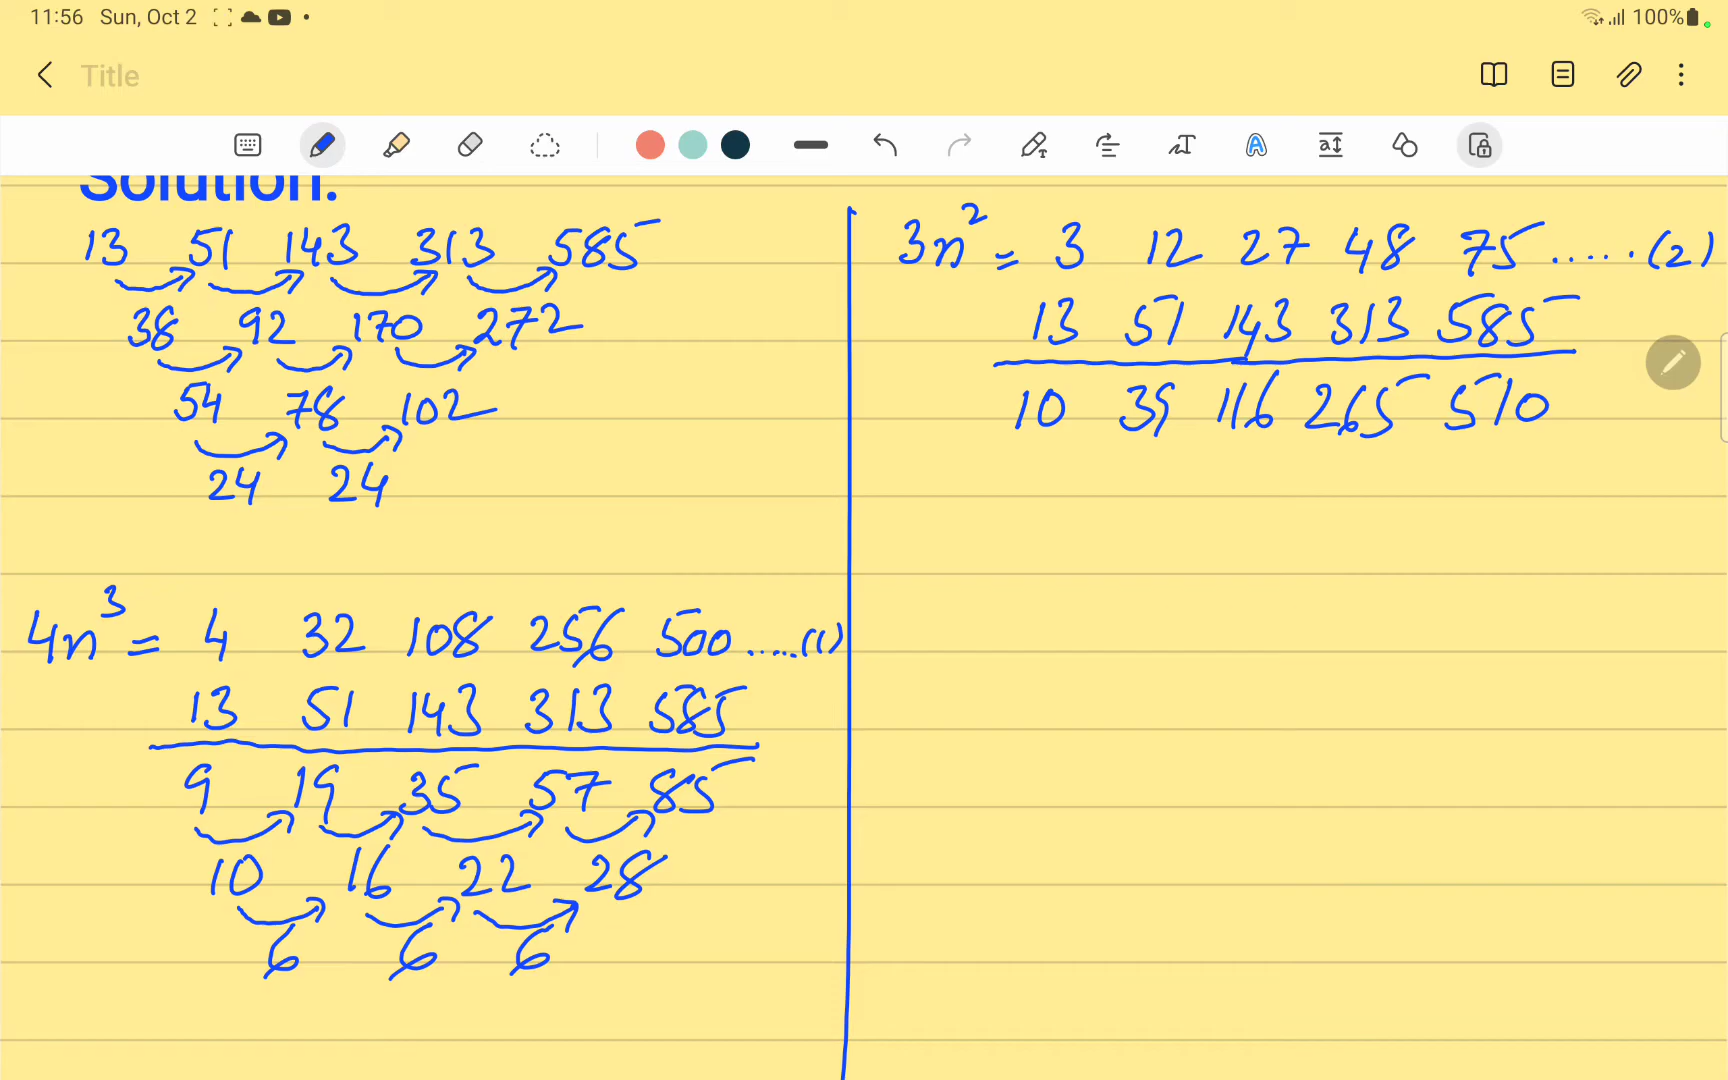 11:56 Sun, Oct 2 100%
Title
Solution:
13 51 143 313 585
38 92 170 272
54 78 102
24 24
4n³ = 4 32 108 256 500 .....(1)
13 51 143 313 585
9 19 35 57 85
10 16 22 28
6 6 6
3n² = 3 12 27 48 75 .....(2)
13 51 143 313 585
10 39 116 265 510